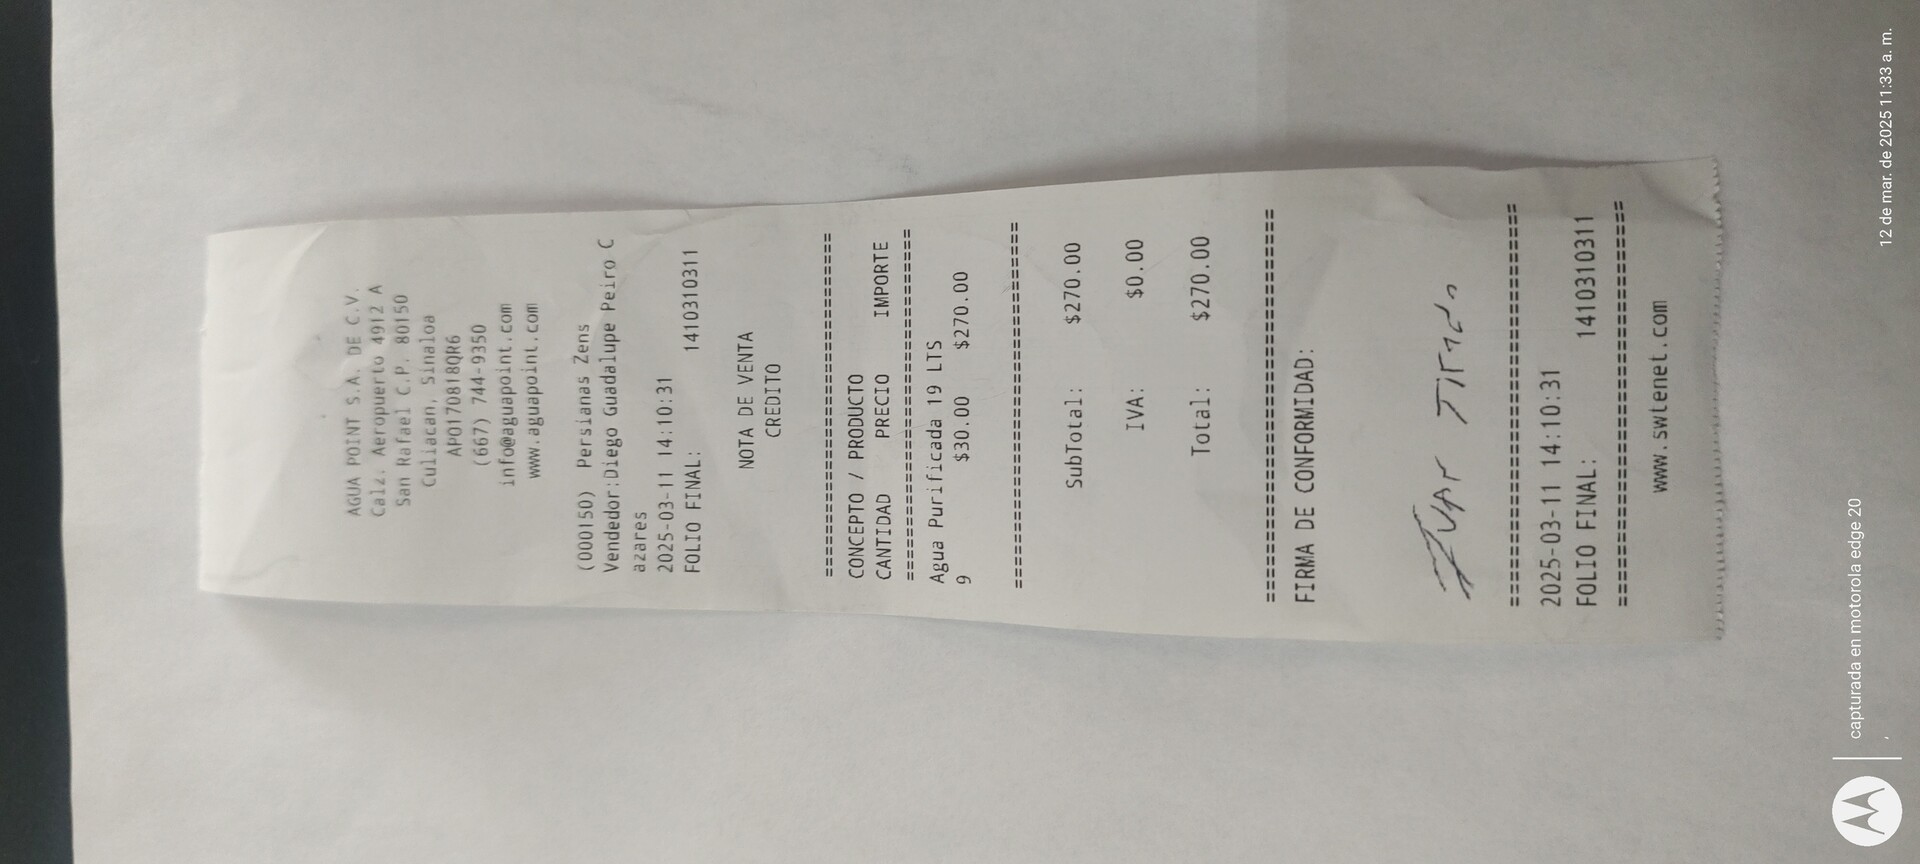 AGUA POINT S.A. DE C.V.
Calz. Aeropuerto 4912 A
San Rafael C.P. 80150
Culiacan, Sinaloa
APO170818QR6
(667) 744-9350
info@aguapoint.com
www.aguapoint.com
(000150) Persianas Zens
Vendedor:Diego Guadalupe Peiro C
azares
2025-03-11 14:10:31
FOLIO FINAL: 1410310311
NOTA DE VENTA
CREDITO
================================
CONCEPTO / PRODUCTO
CANTIDAD PRECIO IMPORTE
================================
Agua Purificada 19 LTS
9 $30.00 $270.00
================================
SubTotal: $270.00
IVA: $0.00
Total: $270.00
================================
FIRMA DE CONFORMIDAD:
Ivar Tirado
================================
2025-03-11 14:10:31
FOLIO FINAL: 1410310311
================================
www.swtenet.com
capturada en motorola edge 20
12 de mar. de 2025 11:33 a. m.